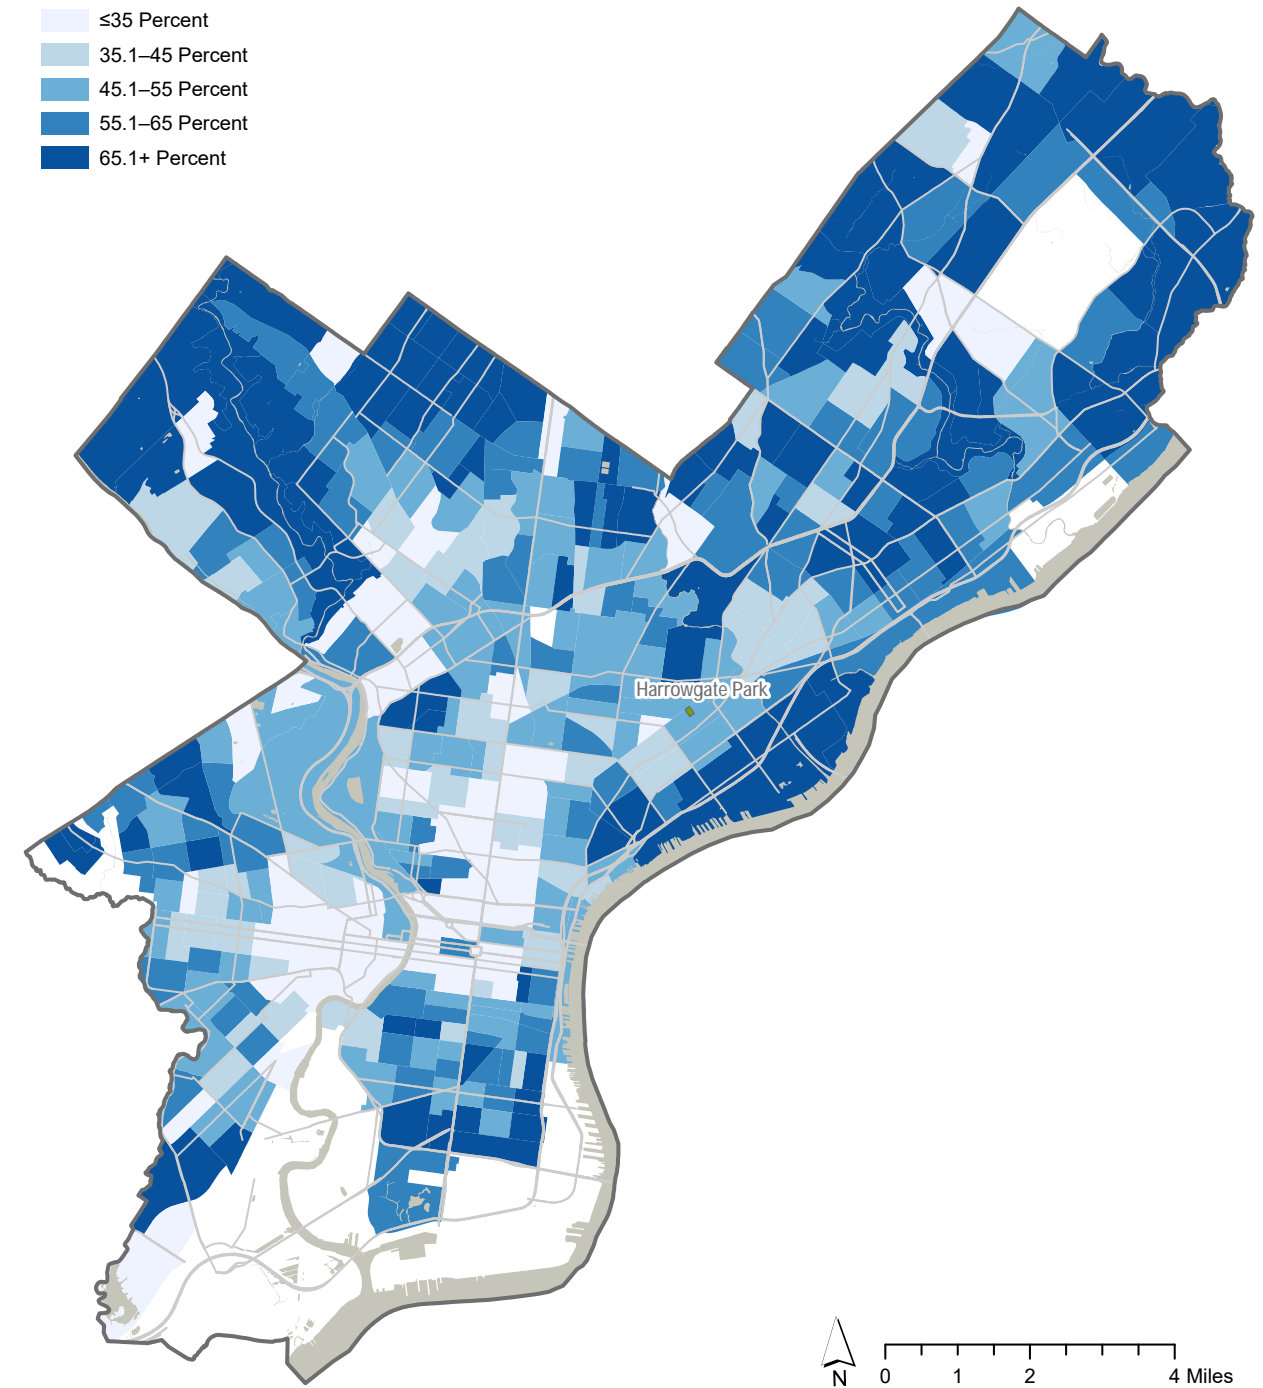 ≤35 Percent
35.1–45 Percent
45.1–55 Percent
55.1–65 Percent
65.1+ Percent
Harrowgate Park
N
0 1 2 4 Miles